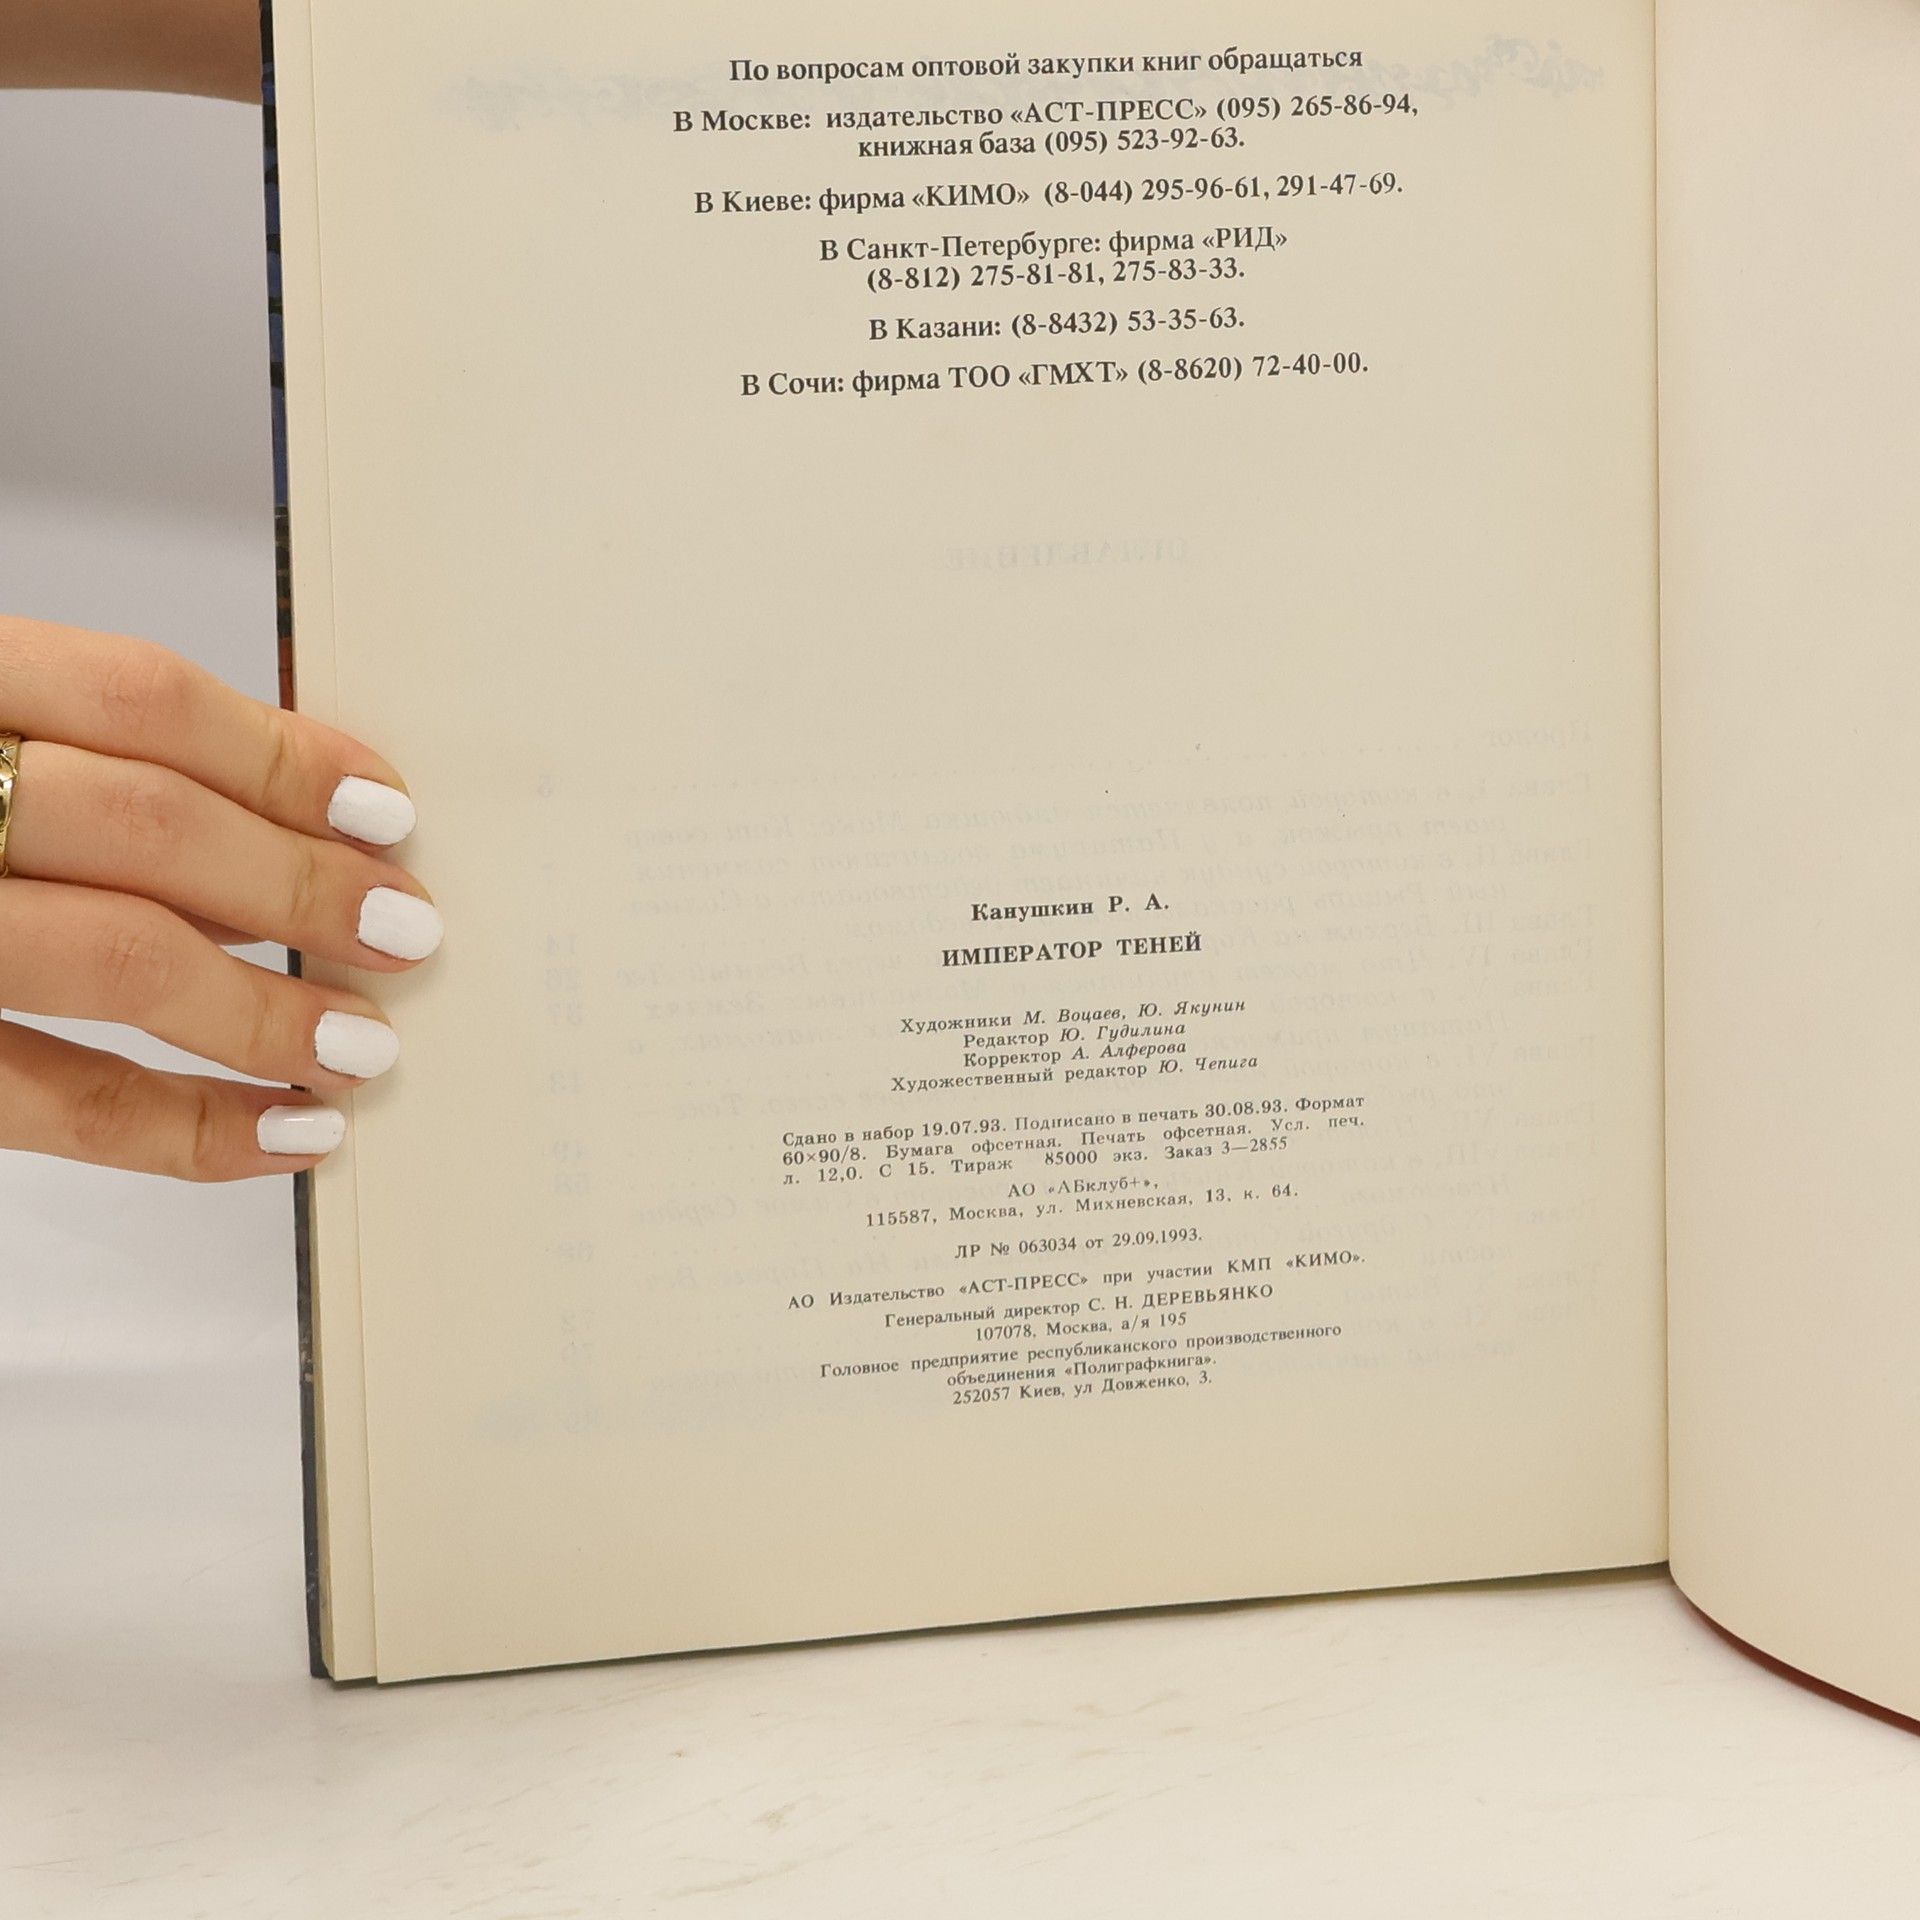 По вопросам оптовой закупки книг обращаться
В Москве: издательство «АСТ-ПРЕСС» (095) 265-86-94,
книжная база (095) 523-92-63.
В Киеве: фирма «КИМО» (8-044) 295-96-61, 291-47-69.
В Санкт-Петербурге: фирма «РИД»
(8-812) 275-81-81, 275-83-33.
В Казани: (8-8432) 53-35-63.
В Сочи: фирма ТОО «ГМХТ» (8-8620) 72-40-00.
Канушкин Р. А.
ИМПЕРАТОР ТЕНЕЙ
Художники М. Воцаев, Ю. Якунин
Редактор Ю. Гудилина
Корректор А. Алферова
Художественный редактор Ю. Чепига
Сдано в набор 19.07.93. Подписано в печать 30.08.93. Формат
60×90/8. Бумага офсетная. Печать офсетная. Усл. печ.
л. 12,0. С 15. Тираж 85000 экз. Заказ 3—2855
АО «АБклуб+»,
115587, Москва, ул. Михневская, 13, к. 64.
ЛР № 063034 от 29.09.1993.
АО Издательство «АСТ-ПРЕСС» при участии КМП «КИМО».
Генеральный директор С. Н. ДЕРЕВЬЯНКО
107078, Москва, а/я 195
Головное предприятие республиканского производственного
объединения «Полиграфкнига».
252057 Киев, ул Довженко, 3.